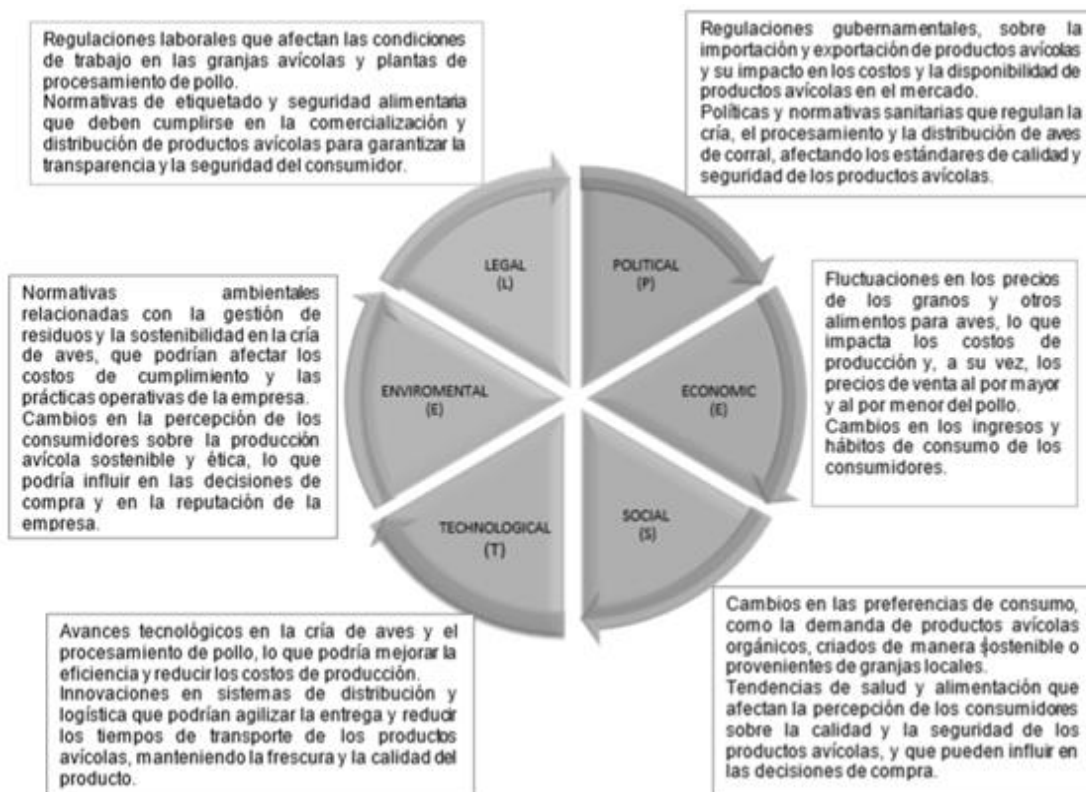 Regulaciones laborales que afectan las condiciones
de trabajo en las granjas avícolas y plantas de
procesamiento de pollo.
Normativas de etiquetado y seguridad alimentaria
que deben cumplirse en la comercialización y
distribución de productos avícolas para garantizar la
transparencia y la seguridad del consumidor.
Regulaciones gubernamentales, sobre la
importación y exportación de productos avícolas
y su impacto en los costos y la disponibilidad de
productos avícolas en el mercado.
Políticas y normativas sanitarias que regulan la
cría, el procesamiento y la distribución de aves
de corral, afectando los estándares de calidad y
seguridad de los productos avícolas.
LEGAL
(L)
POLITICAL
(P)
Normativas ambientales
relacionadas con la gestión de
residuos y la sostenibilidad en la cría
de aves, que podrían afectar los
costos de cumplimiento y las
prácticas operativas de la empresa.
Cambios en la percepción de los
consumidores sobre la producción
avícola sostenible y ética, lo que
podría influir en las decisiones de
compra y en la reputación de la
empresa.
ENVIROMENTAL
(E)
ECONOMIC
(E)
Fluctuaciones en los precios
de los granos y otros
alimentos para aves, lo que
impacta los costos de
producción y, a su vez, los
precios de venta al por mayor
y al por menor del pollo.
Cambios en los ingresos y
hábitos de consumo de los
consumidores.
TECHNOLOGICAL
(T)
SOCIAL
(S)
Avances tecnológicos en la cría de aves y el
procesamiento de pollo, lo que podría mejorar la
eficiencia y reducir los costos de producción.
Innovaciones en sistemas de distribución y
logística que podrían agilizar la entrega y reducir
los tiempos de transporte de los productos
avícolas, manteniendo la frescura y la calidad del
producto.
Cambios en las preferencias de consumo,
como la demanda de productos avícolas
orgánicos, criados de manera sostenible o
provenientes de granjas locales.
Tendencias de salud y alimentación que
afectan la percepción de los consumidores
sobre la calidad y la seguridad de los
productos avícolas, y que pueden influir en
las decisiones de compra.